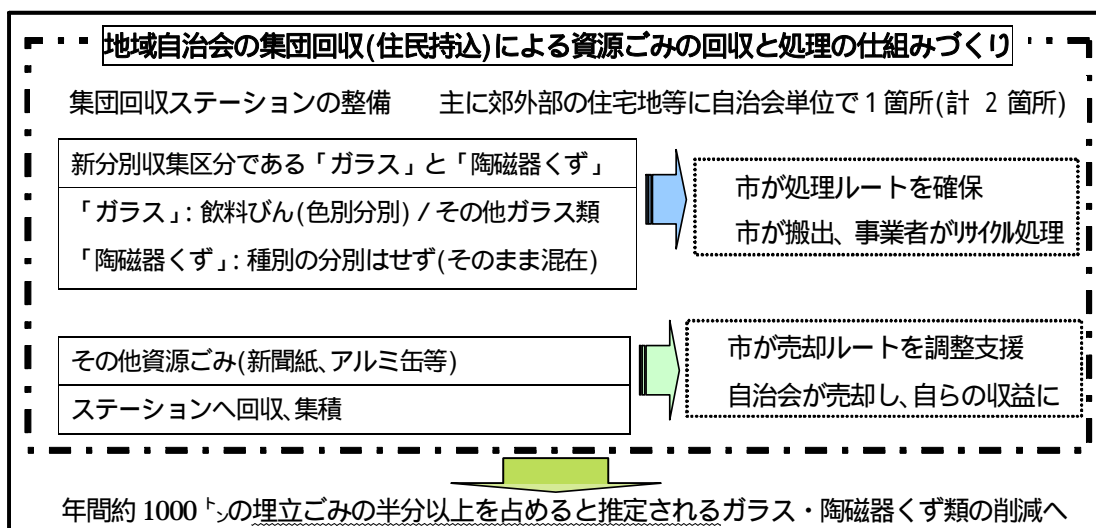 地域自治会の集団回収(住民持込)による資源ごみの回収と処理の仕組みづくり
集団回収ステーションの整備　主に郊外部の住宅地等に自治会単位で1箇所(計 2 箇所)
新分別収集区分である「ガラス」と「陶磁器くず」
「ガラス」: 飲料びん(色別分別) / その他ガラス類
「陶磁器くず」: 種別の分別はせず(そのまま混在)
市が処理ルートを確保
市が搬出、事業者がﾘｻｲｸﾙ処理
その他資源ごみ(新聞紙、アルミ缶等)
ステーションへ回収、集積
市が売却ルートを調整支援
自治会が売却し、自らの収益に
年間約 1000 ㌧の埋立ごみの半分以上を占めると推定されるガラス・陶磁器くず類の削減へ